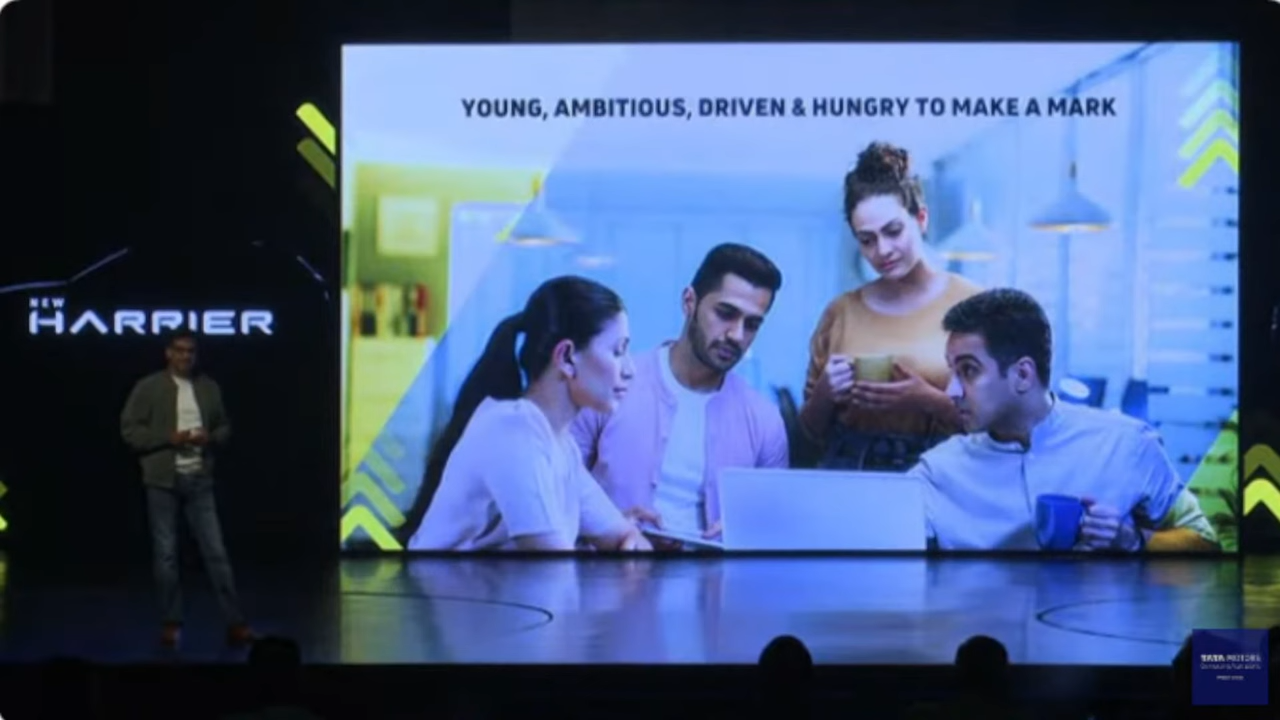 YOUNG, AMBITIOUS, DRIVEN & HUNGRY TO MAKE A MARK
NEW
HARRIER
TATA MOTORS